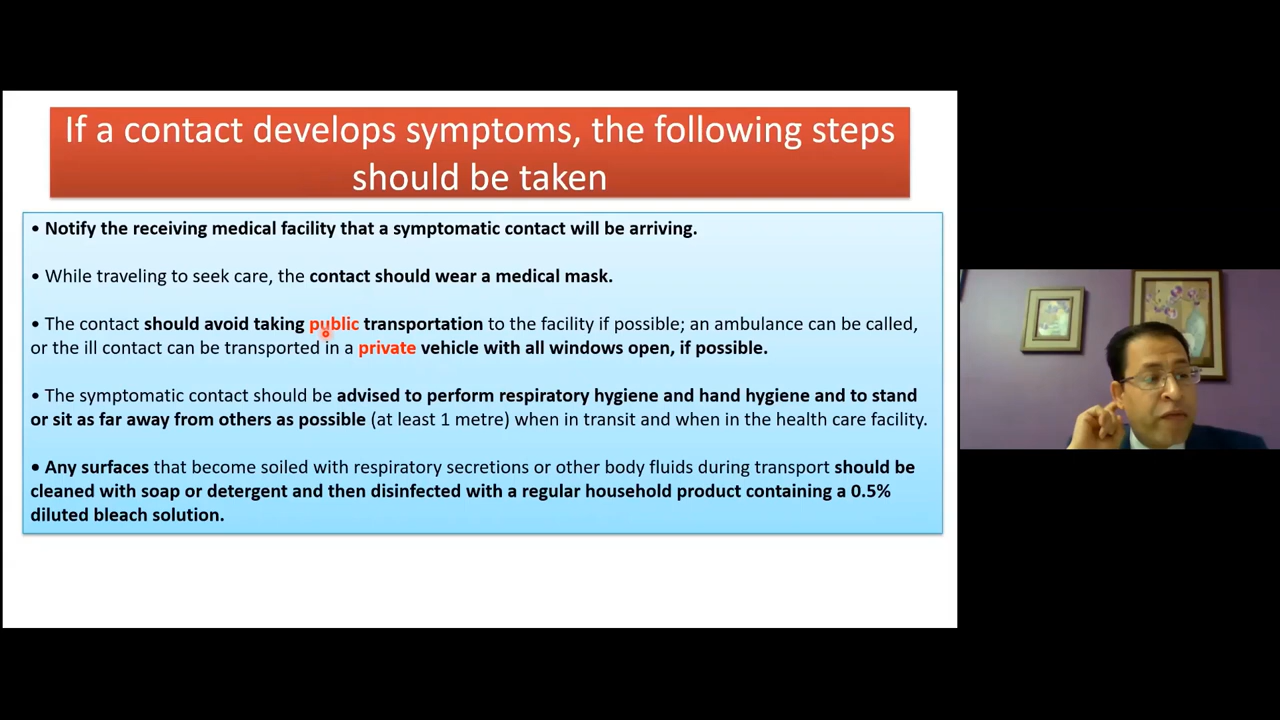 If a contact develops symptoms, the following steps
should be taken
• Notify the receiving medical facility that a symptomatic contact will be arriving.
• While traveling to seek care, the contact should wear a medical mask.
• The contact should avoid taking public transportation to the facility if possible; an ambulance can be called,
or the ill contact can be transported in a private vehicle with all windows open, if possible.
• The symptomatic contact should be advised to perform respiratory hygiene and hand hygiene and to stand
or sit as far away from others as possible (at least 1 metre) when in transit and when in the health care facility.
• Any surfaces that become soiled with respiratory secretions or other body fluids during transport should be
cleaned with soap or detergent and then disinfected with a regular household product containing a 0.5%
diluted bleach solution.